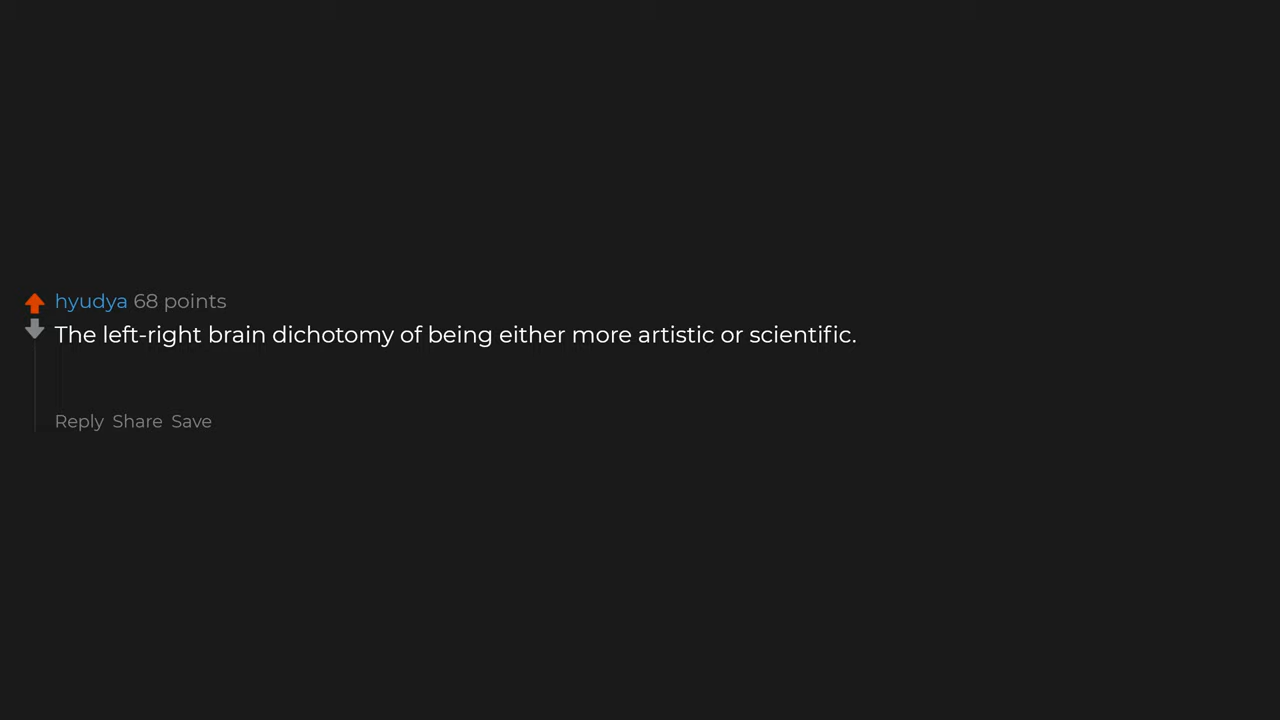 hyudya 68 points
The left-right brain dichotomy of being either more artistic or scientific.
Reply Share Save